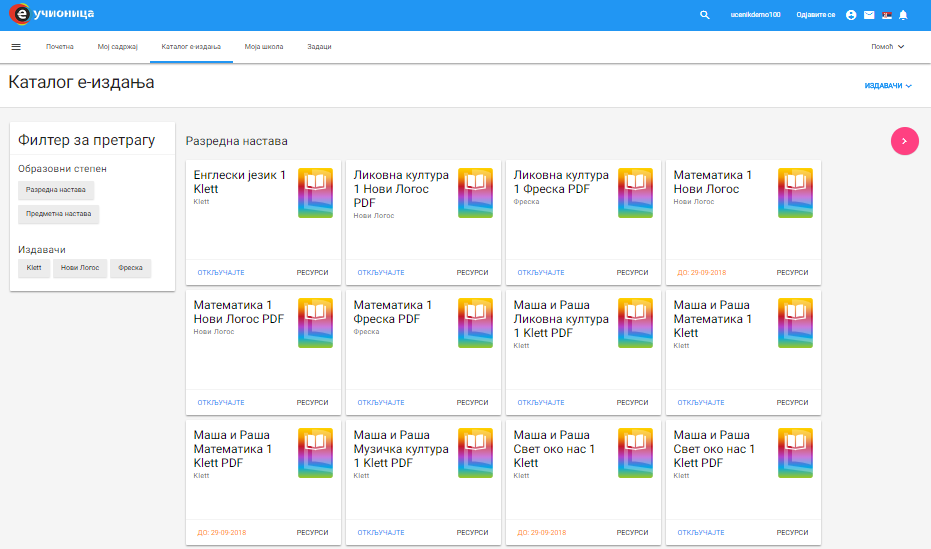 e учионица
ucenikdemo100 Одјавите се
Почетна Мој садржај Каталог е-издања Моја школа Задаци Помоћ
Каталог е-издања
ИЗДАВАЧИ
Филтер за претрагу
Образовни степен
Разредна настава
Предметна настава
Издавачи
Klett Нови Логос Фреска
Разредна настава
Енглески језик 1
Klett
Klett
ОТКЉУЧАЈТЕ РЕСУРСИ
Ликовна култура
1 Нови Логос
PDF
Нови Логос
ОТКЉУЧАЈТЕ РЕСУРСИ
Ликовна култура
1 Фреска PDF
Фреска
ОТКЉУЧАЈТЕ РЕСУРСИ
Математика 1
Нови Логос
Нови Логос
ДО: 29-09-2018 РЕСУРСИ
Математика 1
Нови Логос PDF
Нови Логос
ОТКЉУЧАЈТЕ РЕСУРСИ
Математика 1
Фреска PDF
Фреска
ОТКЉУЧАЈТЕ РЕСУРСИ
Маша и Раша
Ликовна култура
1 Klett PDF
Klett
ОТКЉУЧАЈТЕ РЕСУРСИ
Маша и Раша
Математика 1
Klett
Klett
ОТКЉУЧАЈТЕ РЕСУРСИ
Маша и Раша
Математика 1
Klett PDF
Klett
ДО: 29-09-2018 РЕСУРСИ
Маша и Раша
Музичка култура
1 Klett PDF
Klett
ОТКЉУЧАЈТЕ РЕСУРСИ
Маша и Раша
Свет око нас 1
Klett
Klett
ДО: 29-09-2018 РЕСУРСИ
Маша и Раша
Свет око нас 1
Klett PDF
Klett
ОТКЉУЧАЈТЕ РЕСУРСИ